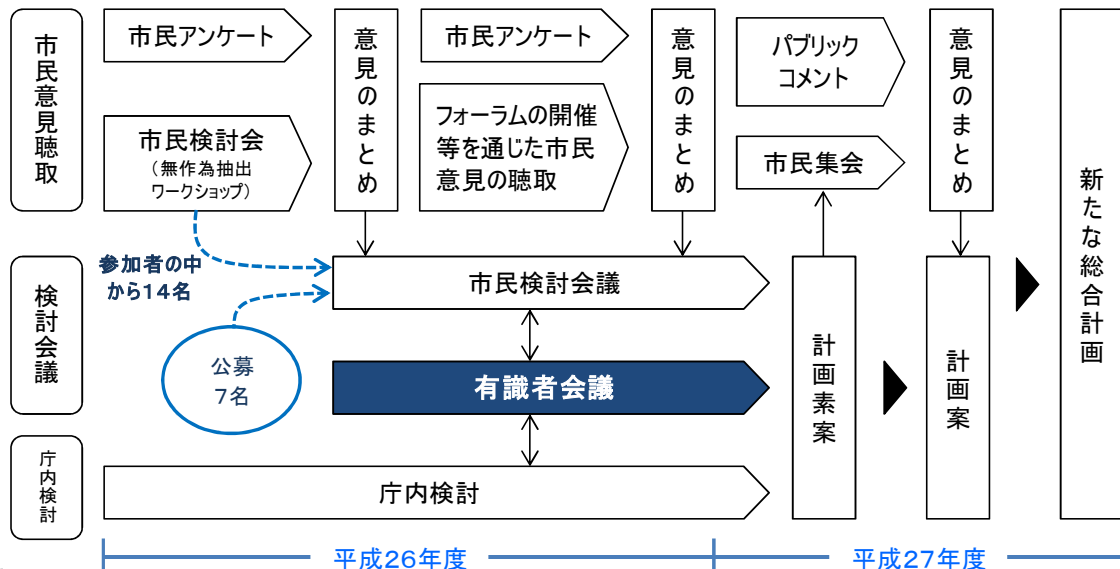 市民意見聴取
市民アンケート
市民検討会
（無作為抽出
ワークショップ）
意見のまとめ
市民アンケート
フォーラムの開催
等を通じた市民
意見の聴取
意見のまとめ
パブリック
コメント
市民集会
意見のまとめ
新たな総合計画
検討会議
参加者の中
から14名
公募
7名
市民検討会議
有識者会議
計画素案
計画案
庁内検討
庁内検討
平成26年度
平成27年度